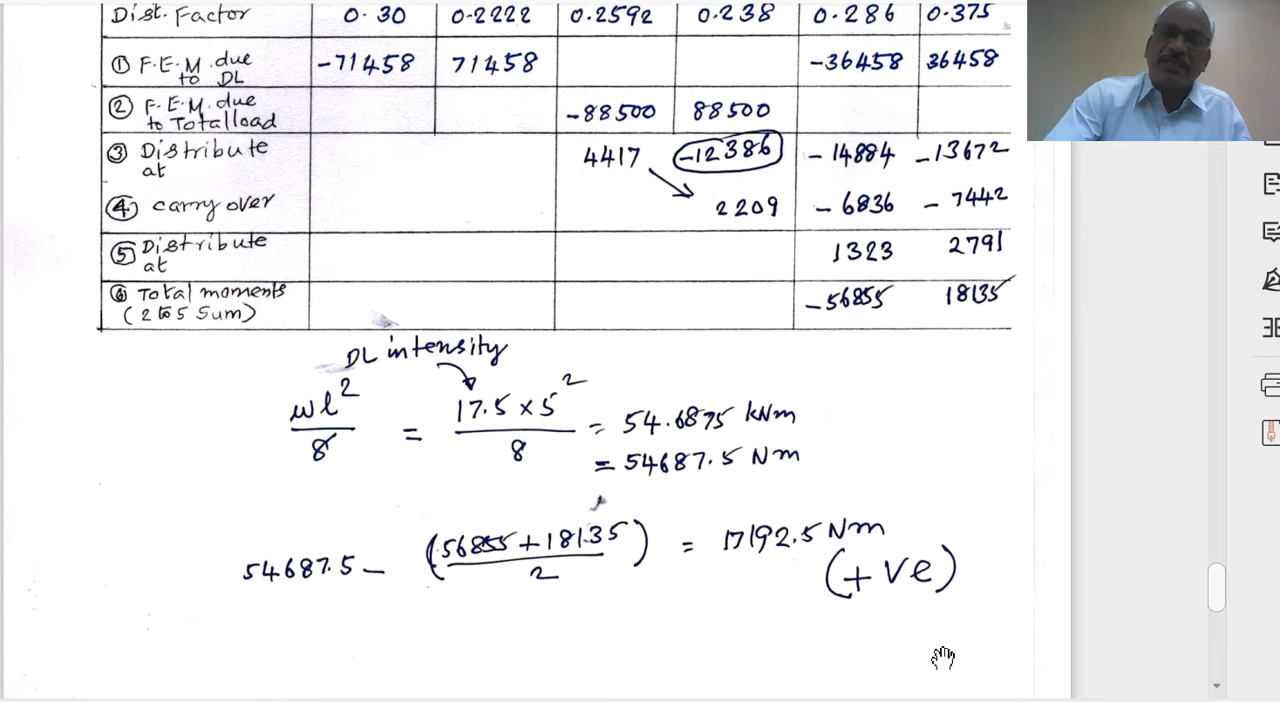 Dist. Factor 0.30 0.2222 0.2592 0.238 0.286 0.375
① F.E.M. due to DL -71458 71458 -36458 36458
② F.E.M. due to Total load -88500 88500
③ Distribute at 4417 -12386 -14884 -13672
④ Carry over 2209 -6836 -7442
⑤ Distribute at 1323 2791
⑥ Total moments (2 to 5 Sum) -56855 18135
DL intensity
wl²/8 = 17.5 × 5²/8 = 54.6875 kNm
= 54687.5 Nm
54687.5 - (56855+18135)/2 = 17192.5 Nm
(+ve)